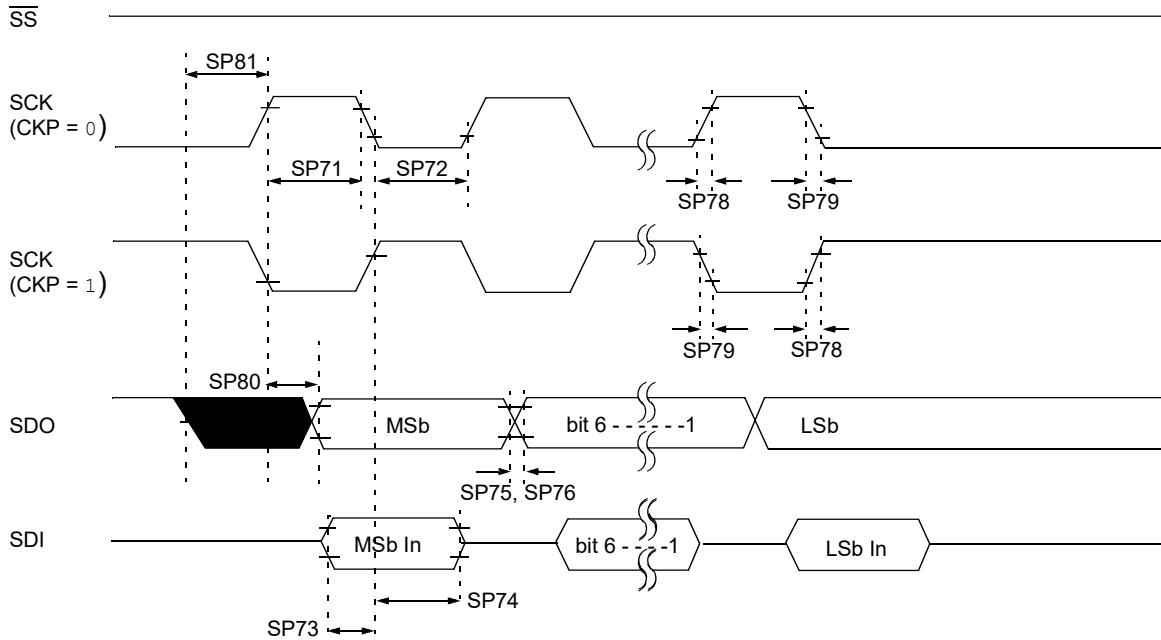 SS
SP81
SCK
(CKP = 0)
SP71
SP72
SP78
SP79
SCK
(CKP = 1)
SP79
SP78
SP80
SDO
MSb
bit 6 - - - - - -1
LSb
SP75, SP76
SDI
MSb In
bit 6 - - - - -1
LSb In
SP74
SP73